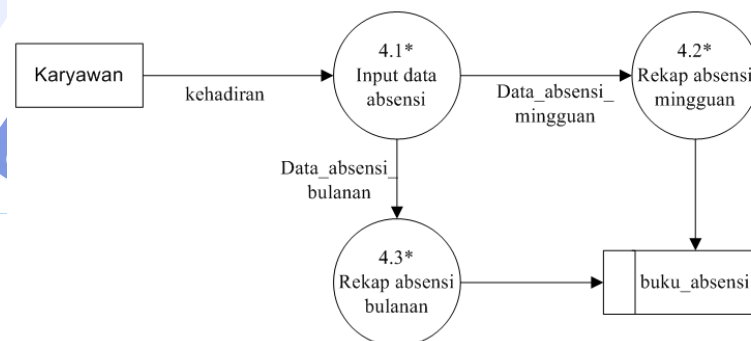 Karyawan
kehadiran
4.1*
Input data
absensi
Data_absensi_
mingguan
4.2*
Rekap absensi
mingguan
Data_absensi_
bulanan
4.3*
Rekap absensi
bulanan
buku_absensi